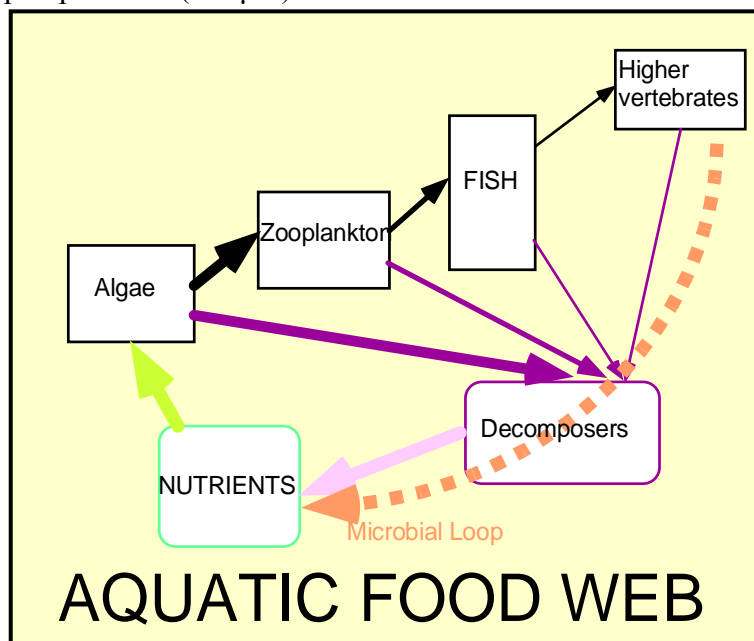 Higher
vertebrates
FISH
Zooplankton
Algae
Decomposers
NUTRIENTS
Microbial Loop
AQUATIC FOOD WEB